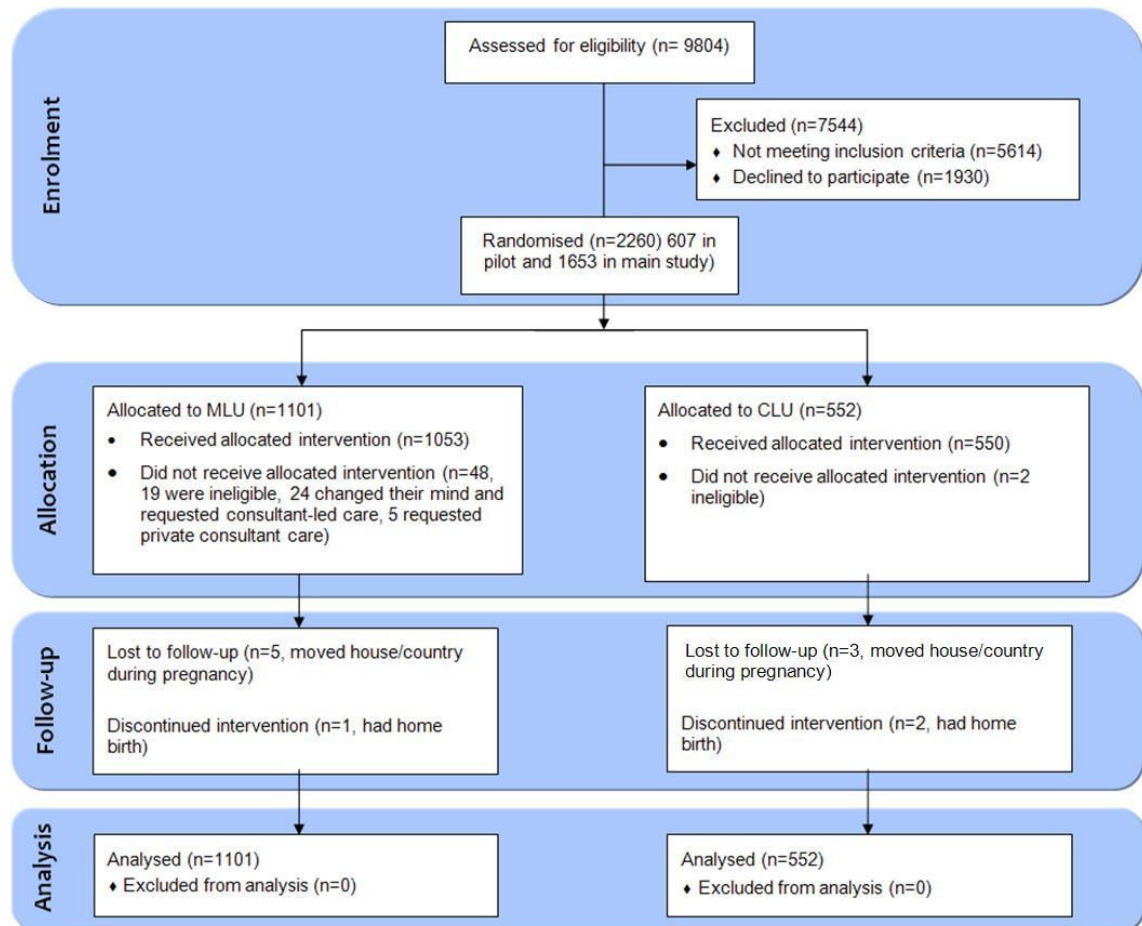 Enrolment
Assessed for eligibility (n= 9804)
Excluded (n=7544)
♦ Not meeting inclusion criteria (n=5614)
♦ Declined to participate (n=1930)
Randomised (n=2260) 607 in
pilot and 1653 in main study)
Allocation
Allocated to MLU (n=1101)
• Received allocated intervention (n=1053)
• Did not receive allocated intervention (n=48,
19 were ineligible, 24 changed their mind and
requested consultant-led care, 5 requested
private consultant care)
Allocated to CLU (n=552)
• Received allocated intervention (n=550)
• Did not receive allocated intervention (n=2
ineligible)
Follow-up
Lost to follow-up (n=5, moved house/country
during pregnancy)
Discontinued intervention (n=1, had home
birth)
Lost to follow-up (n=3, moved house/country
during pregnancy)
Discontinued intervention (n=2, had home
birth)
Analysis
Analysed (n=1101)
♦ Excluded from analysis (n=0)
Analysed (n=552)
♦ Excluded from analysis (n=0)